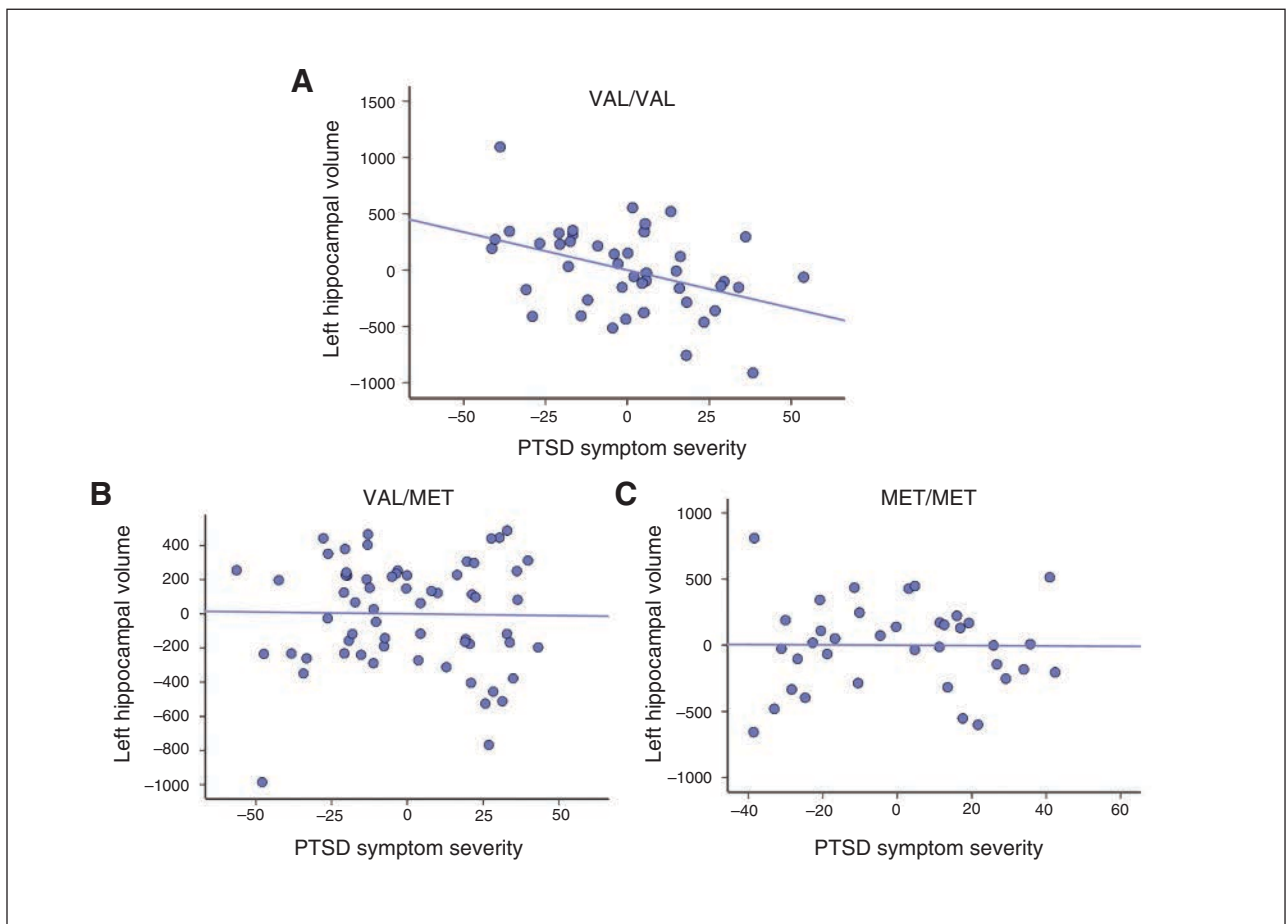 A
VAL/VAL
Left hippocampal volume
1500
1000
500
0
–500
–1000
–50
–25
0
25
50
PTSD symptom severity
B
VAL/MET
Left hippocampal volume
400
200
0
–200
–400
–600
–800
–1000
–50
–25
0
25
50
PTSD symptom severity
C
MET/MET
Left hippocampal volume
1000
500
0
–500
–1000
–40
–20
0
20
40
60
PTSD symptom severity